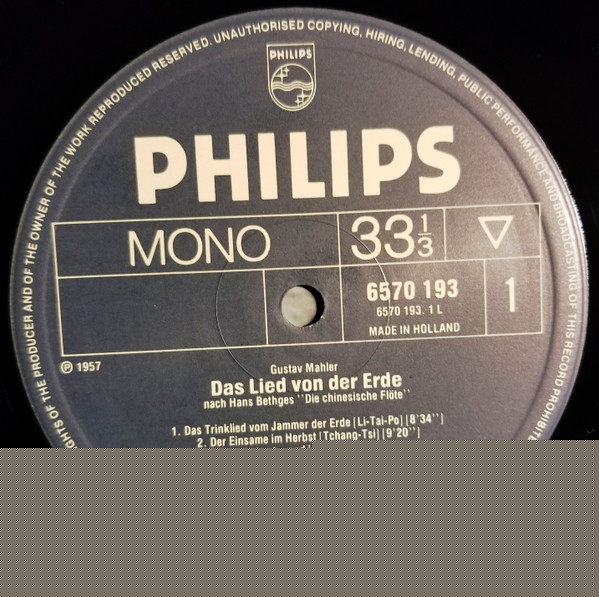 RIGHTS OF THE PRODUCER AND OF THE OWNER OF THE WORK REPRODUCED RESERVED. UNAUTHORISED COPYING, HIRING, LENDING, PUBLIC PERFORMANCE AND BROADCASTING OF THIS RECORD PROHIBITED
PHILIPS
PHILIPS
MONO 33 1/3 ▽
6570 193 1
6570 193. 1 L
MADE IN HOLLAND
℗ 1957
Gustav Mahler
Das Lied von der Erde
nach Hans Bethges "Die chinesische Flöte"
1. Das Trinklied vom Jammer der Erde [Li-Tai-Po] [8'34'']
2. Der Einsame im Herbst [Tchang-Tsi] [9'20'']